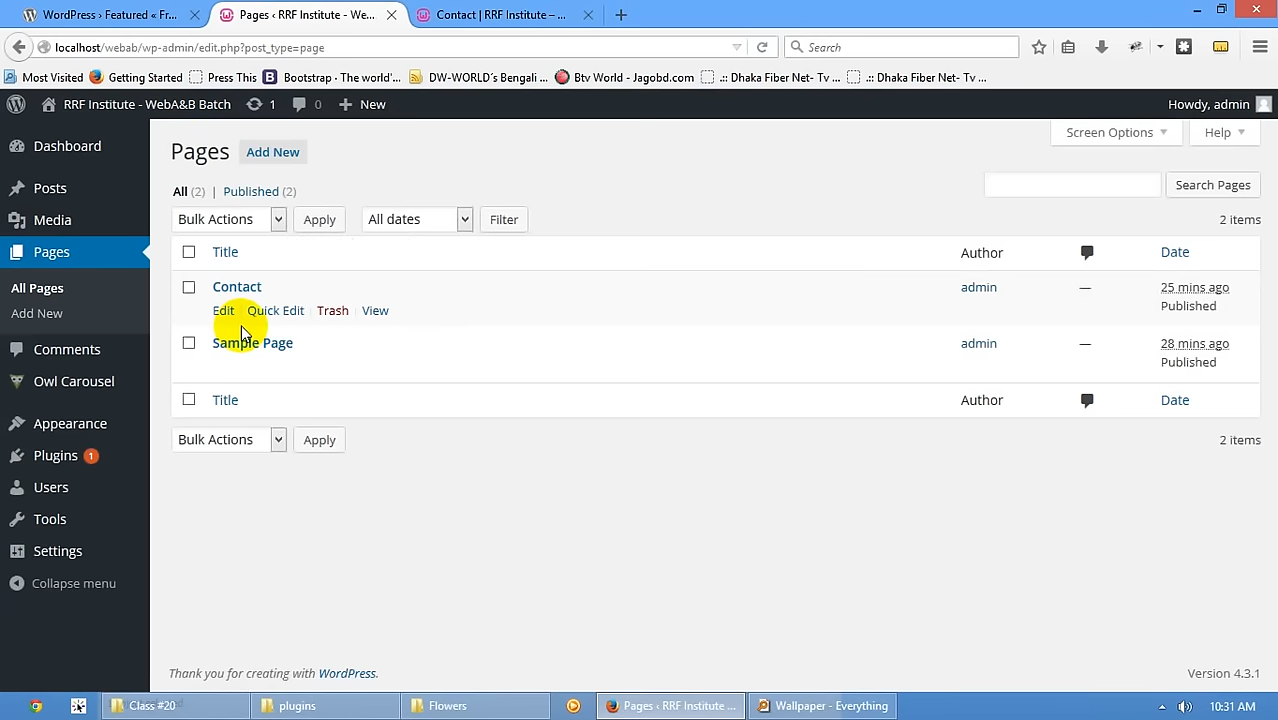 WordPress › Featured « Fr...
Pages ‹ RRF Institute - We...
Contact | RRF Institute – ...
localhost/webab/wp-admin/edit.php?post_type=page
Search
Most Visited
Getting Started
Press This
Bootstrap · The world'...
DW-WORLD's Bengali ...
Btv World - Jagobd.com
.:: Dhaka Fiber Net- Tv ...
.:: Dhaka Fiber Net- Tv ...
RRF Institute - WebA&B Batch
1
0
New
Howdy, admin
Dashboard
Posts
Media
Pages
All Pages
Add New
Comments
Owl Carousel
Appearance
Plugins 1
Users
Tools
Settings
Collapse menu
Screen Options
Help
Pages Add New
All (2) | Published (2)
Search Pages
Bulk Actions Apply All dates Filter 2 items
Title Author Date
Contact admin — 25 mins ago
Edit | Quick Edit | Trash | View Published
Sample Page admin — 28 mins ago
Published
Title Author Date
Bulk Actions Apply 2 items
Thank you for creating with WordPress. Version 4.3.1
Class #20
plugins
Flowers
Pages ‹ RRF Institute ...
Wallpaper - Everything
10:31 AM